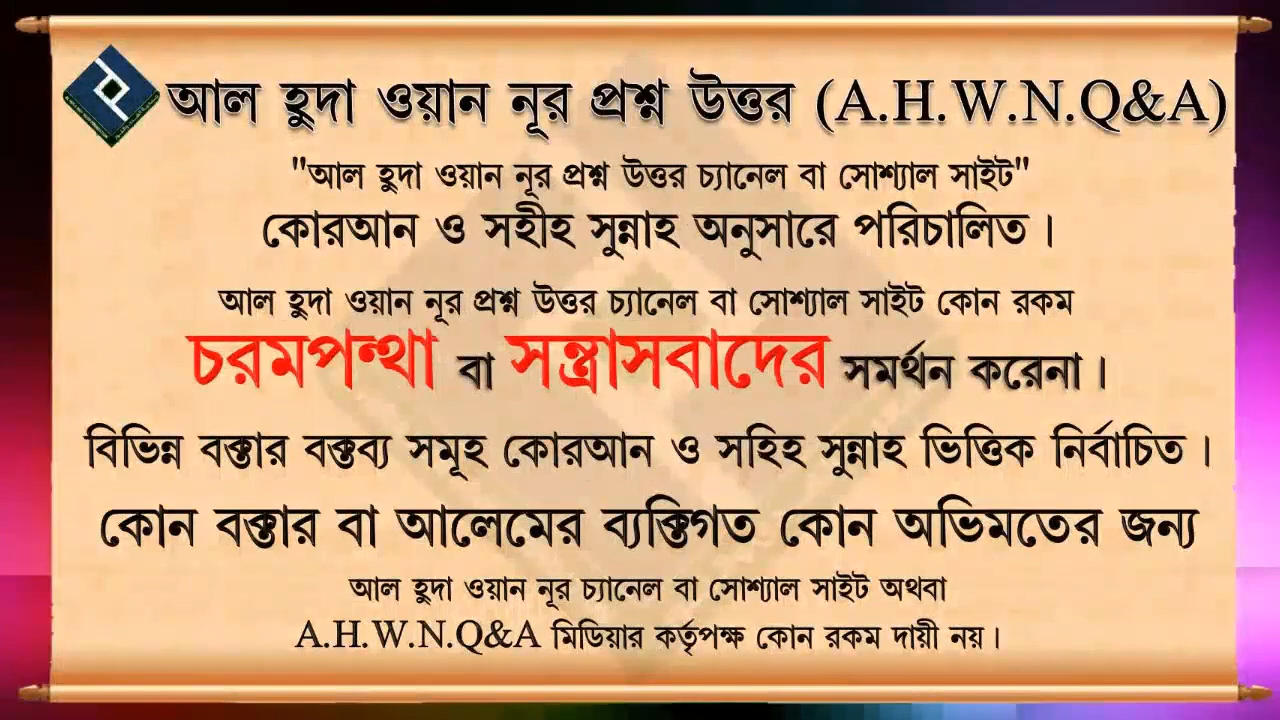 আল হুদা ওয়ান নূর প্রশ্ন উত্তর (A.H.W.N.Q&A)
"আল হুদা ওয়ান নূর প্রশ্ন উত্তর চ্যানেল বা সোশ্যাল সাইট"
কোরআন ও সহীহ সুন্নাহ অনুসারে পরিচালিত।
আল হুদা ওয়ান নূর প্রশ্ন উত্তর চ্যানেল বা সোশ্যাল সাইট কোন রকম
চরমপন্থা বা সন্ত্রাসবাদের সমর্থন করেনা।
বিভিন্ন বক্তার বক্তব্য সমূহ কোরআন ও সহিহ সুন্নাহ ভিত্তিক নির্বাচিত।
কোন বক্তার বা আলেমের ব্যক্তিগত কোন অভিমতের জন্য
আল হুদা ওয়ান নূর চ্যানেল বা সোশ্যাল সাইট অথবা
A.H.W.N.Q&A মিডিয়ার কর্তৃপক্ষ কোন রকম দায়ী নয়।